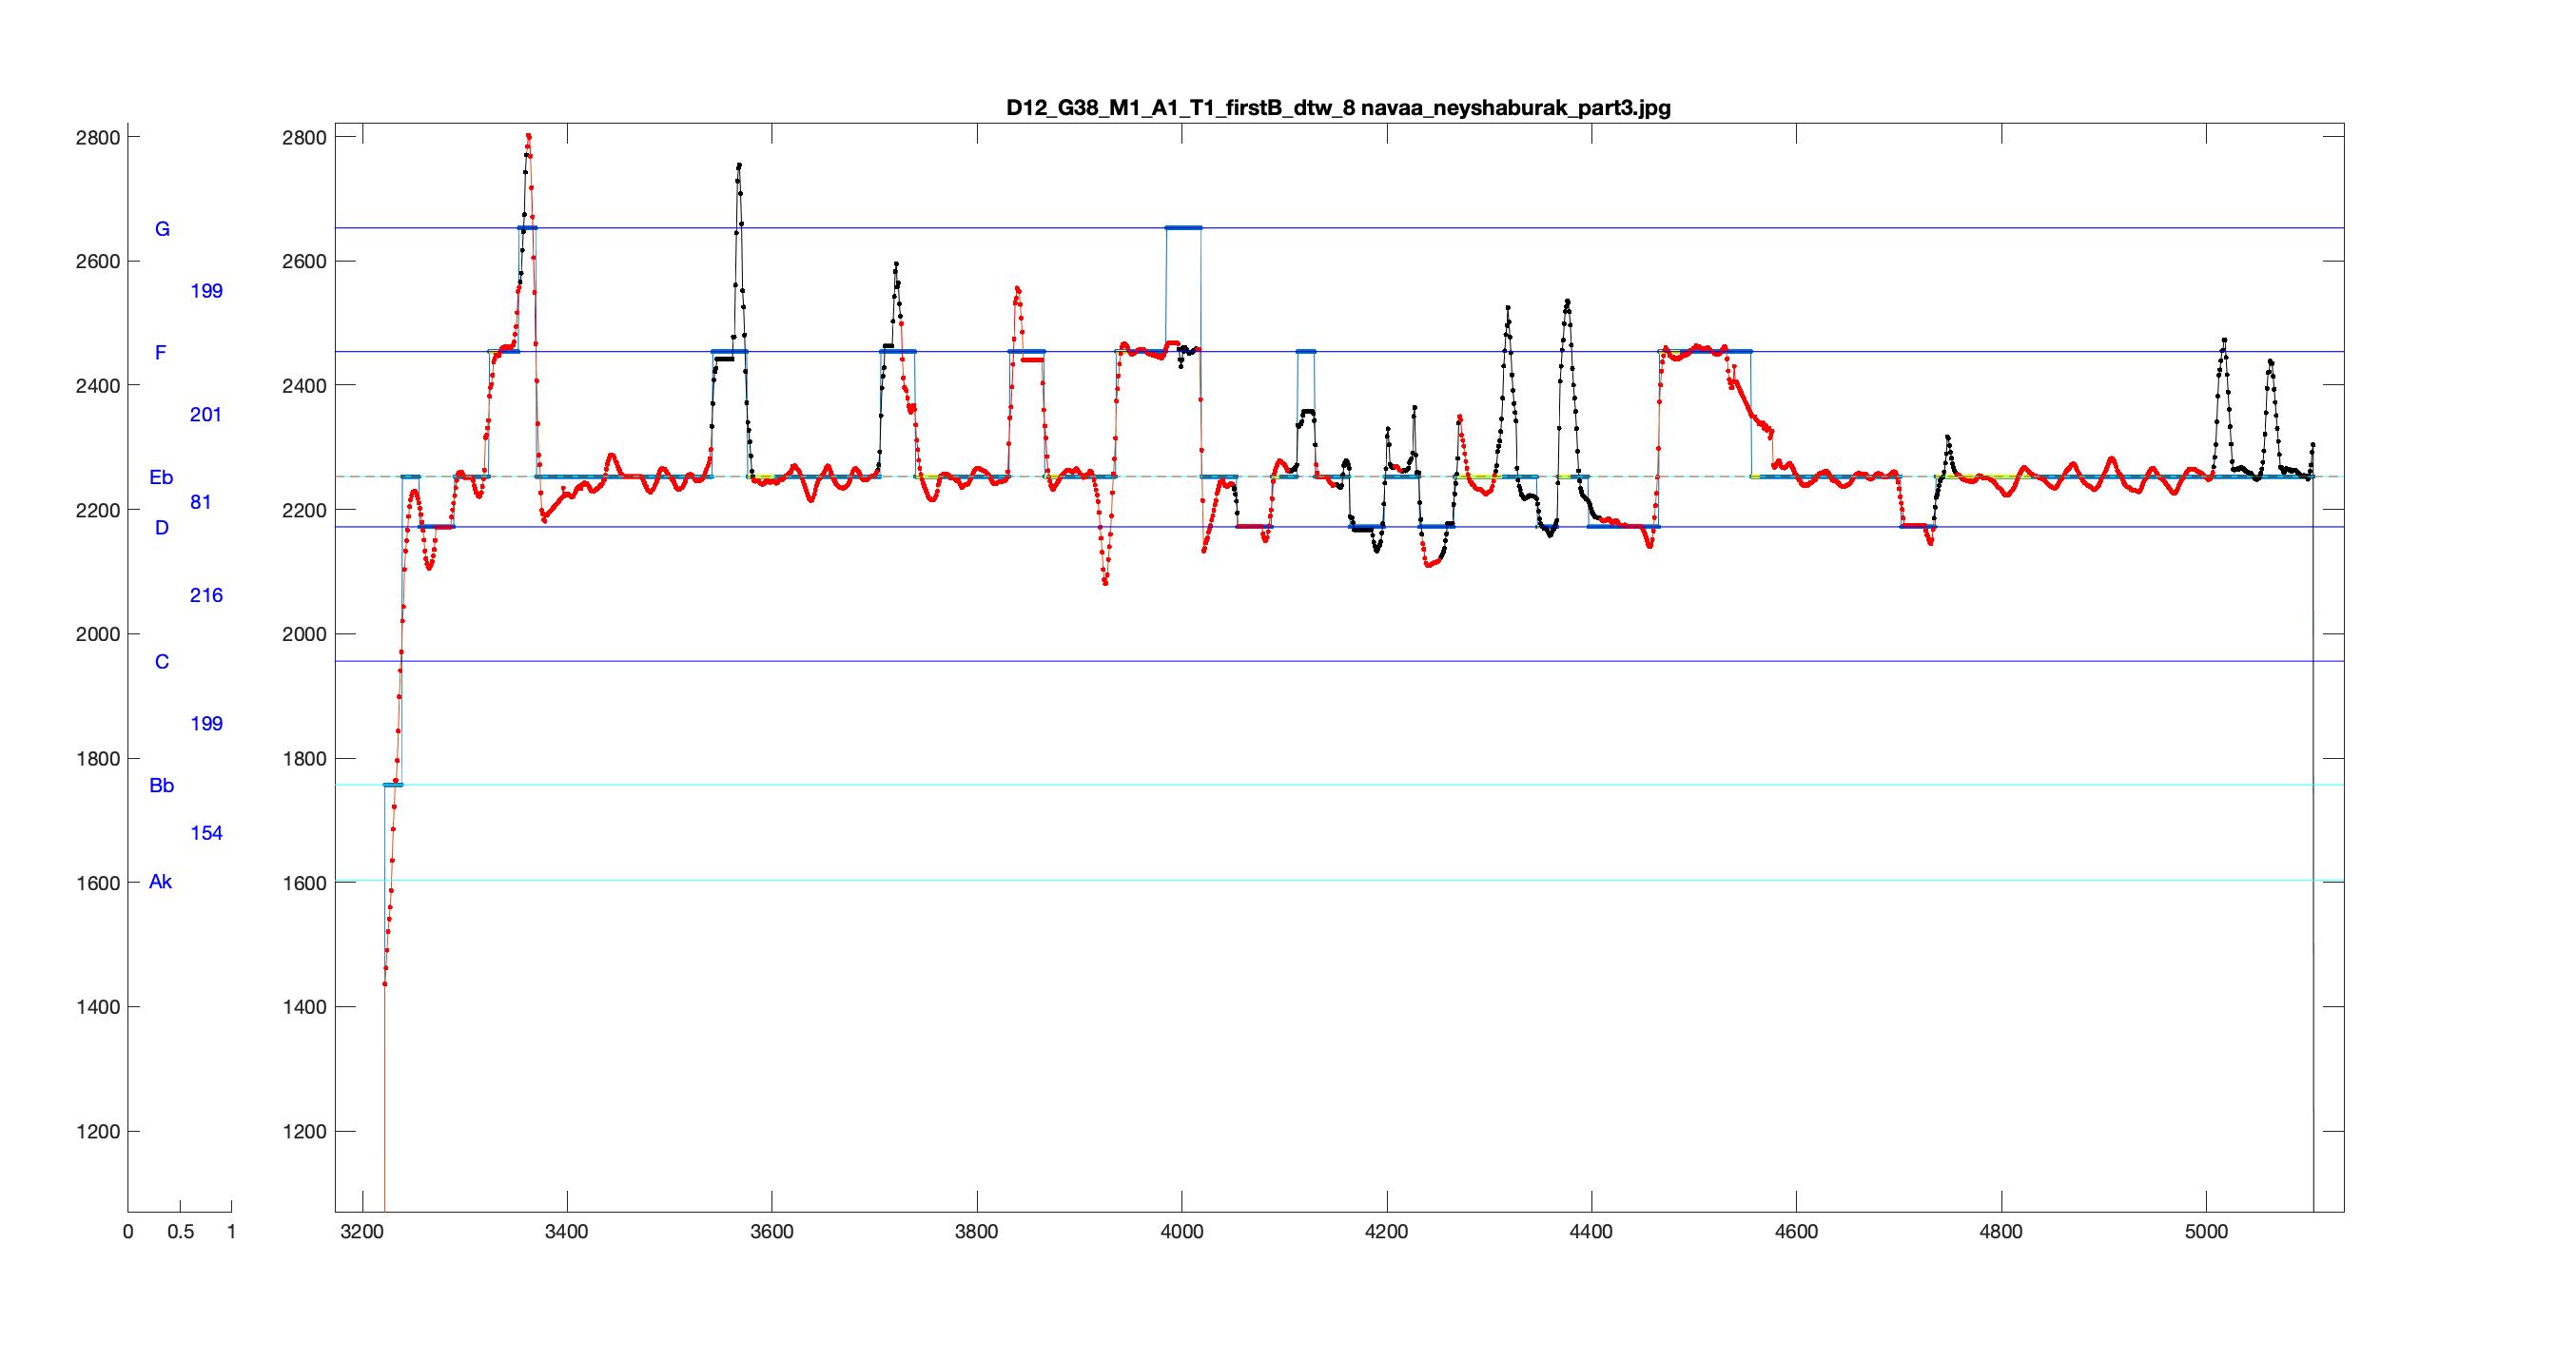 D12_G38_M1_A1_T1_firstB_dtw_8 navaa_neyshaburak_part3.jpg
2800 2800
G
2600 2600
199
F
2400 2400
201
Eb
81
2200 2200
D
216
2000 2000
C
199
1800 1800
Bb
154
1600 Ak 1600
1400 1400
1200 1200
0 0.5 1 3200 3400 3600 3800 4000 4200 4400 4600 4800 5000